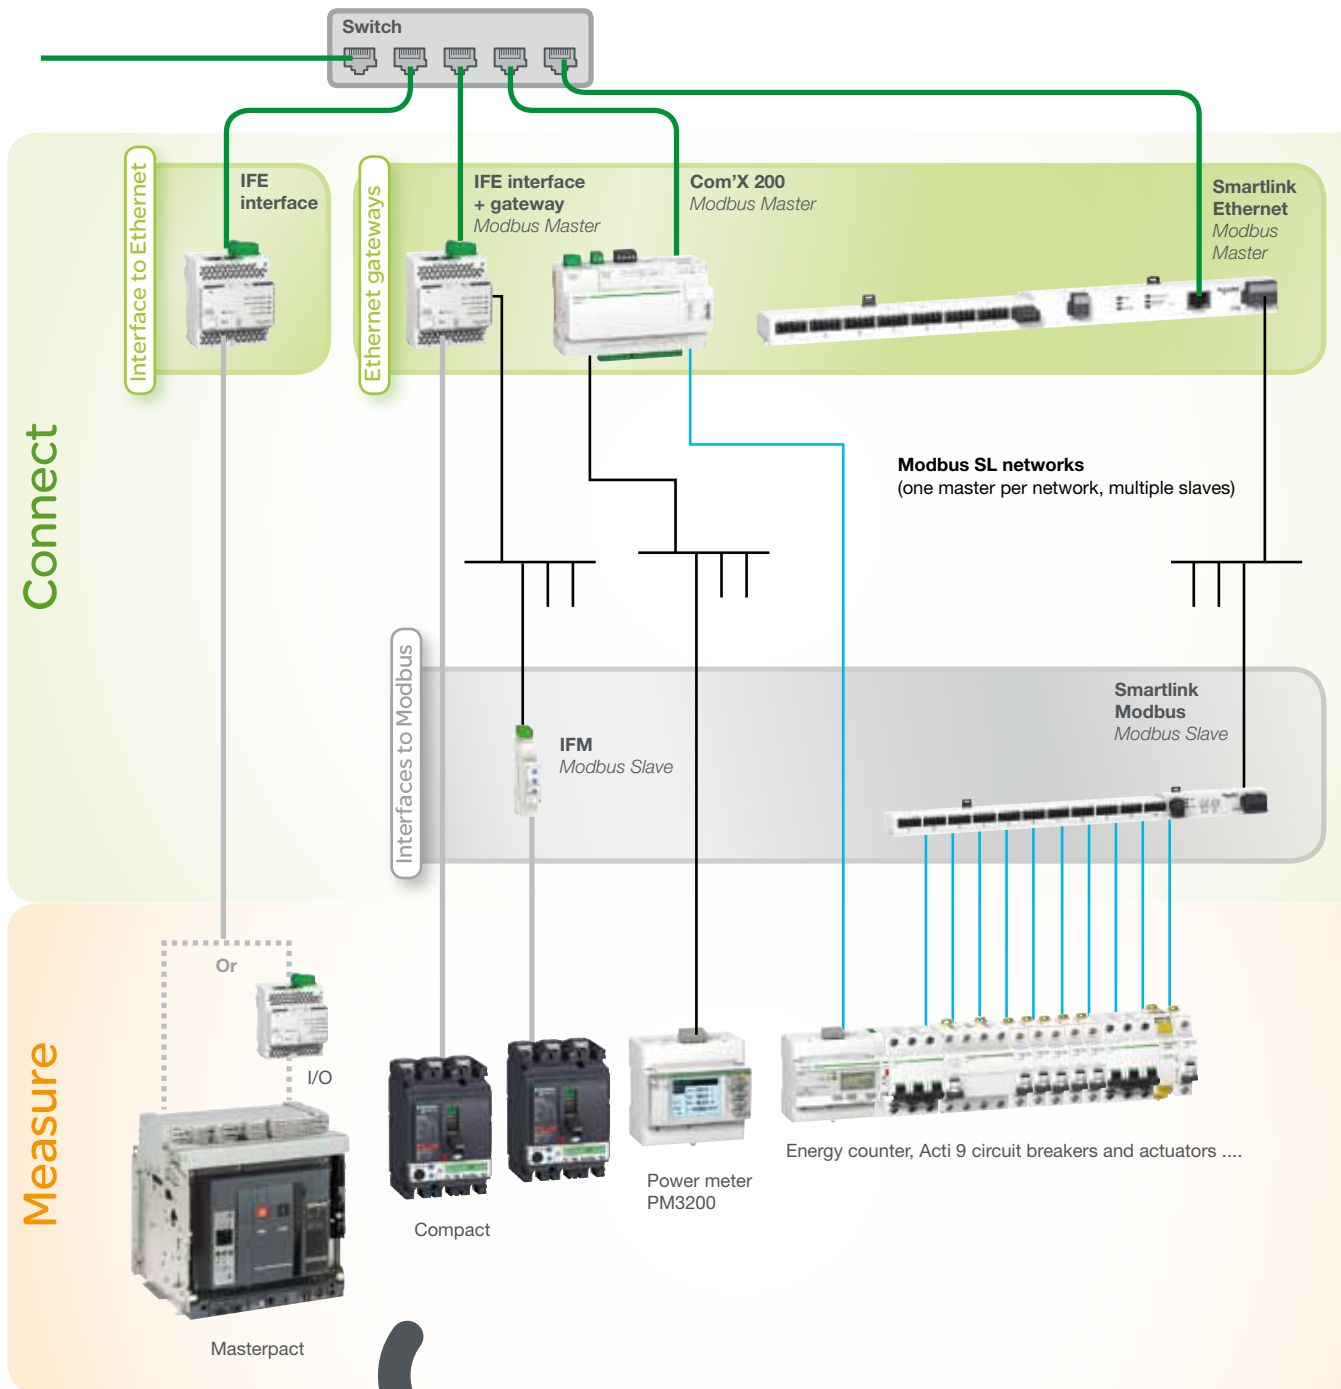 Switch
Interface to Ethernet
IFE
interface
Ethernet gateways
IFE interface
+ gateway
Modbus Master
Com'X 200
Modbus Master
Smartlink
Ethernet
Modbus
Master
Connect
Modbus SL networks
(one master per network, multiple slaves)
Interfaces to Modbus
IFM
Modbus Slave
Smartlink
Modbus
Modbus Slave
Measure
Or
I/O
Masterpact
Compact
Power meter
PM3200
Energy counter, Acti 9 circuit breakers and actuators ....